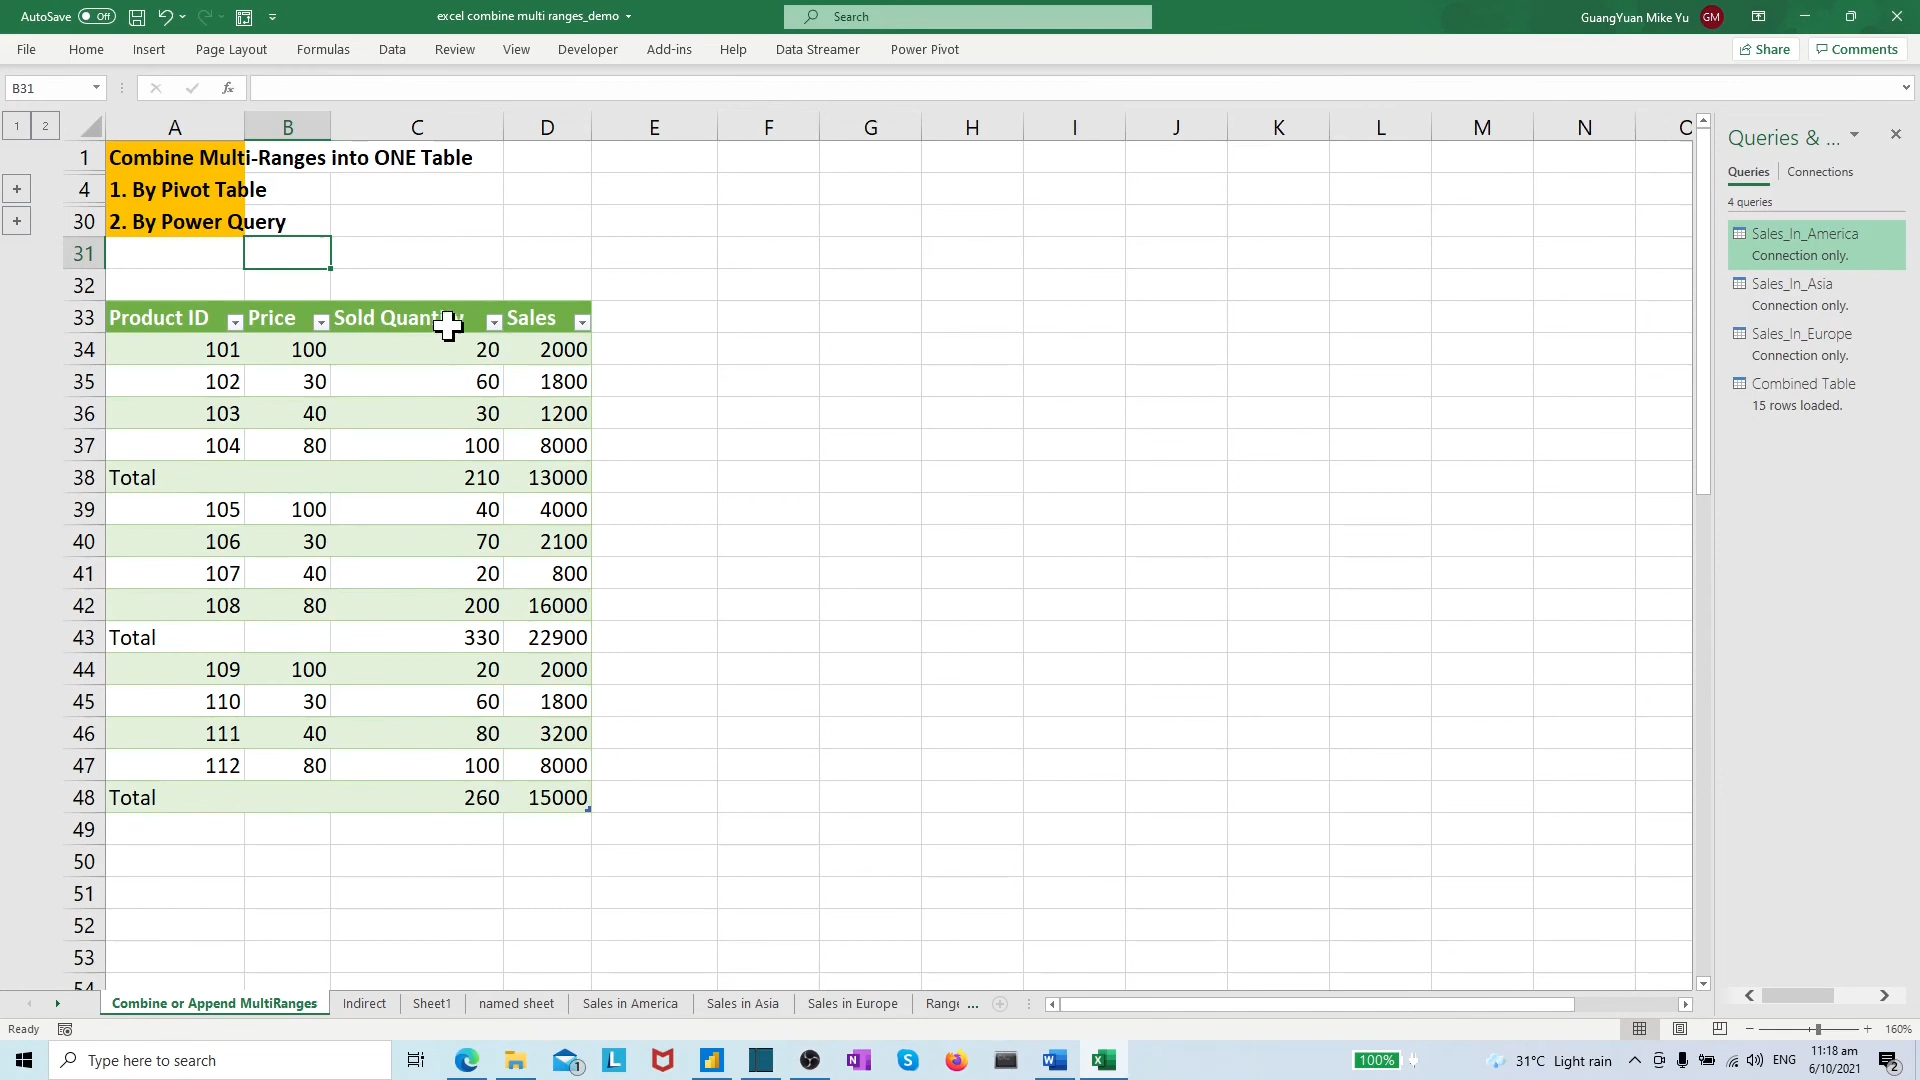 AutoSave Off excel combine multi ranges_demo Search GuangYuan Mike Yu GM
File Home Insert Page Layout Formulas Data Review View Developer Add-ins Help Data Streamer Power Pivot Share Comments
B31 fx
1 2 A B C D E F G H I J K L M N
1 Combine Multi-Ranges into ONE Table
4 1. By Pivot Table
30 2. By Power Query
31
32
33 Product ID Price Sold Quantity Sales
34 101 100 20 2000
35 102 30 60 1800
36 103 40 30 1200
37 104 80 100 8000
38 Total 210 13000
39 105 100 40 4000
40 106 30 70 2100
41 107 40 20 800
42 108 80 200 16000
43 Total 330 22900
44 109 100 20 2000
45 110 30 60 1800
46 111 40 80 3200
47 112 80 100 8000
48 Total 260 15000
49
50
51
52
53
54
Queries & ...
Queries Connections
4 queries
Sales_In_America
Connection only.
Sales_In_Asia
Connection only.
Sales_In_Europe
Connection only.
Combined Table
15 rows loaded.
Combine or Append MultiRanges Indirect Sheet1 named sheet Sales in America Sales in Asia Sales in Europe Range ...
Ready 160%
Type here to search 100% 31°C Light rain ENG 11:18 am
6/10/2021